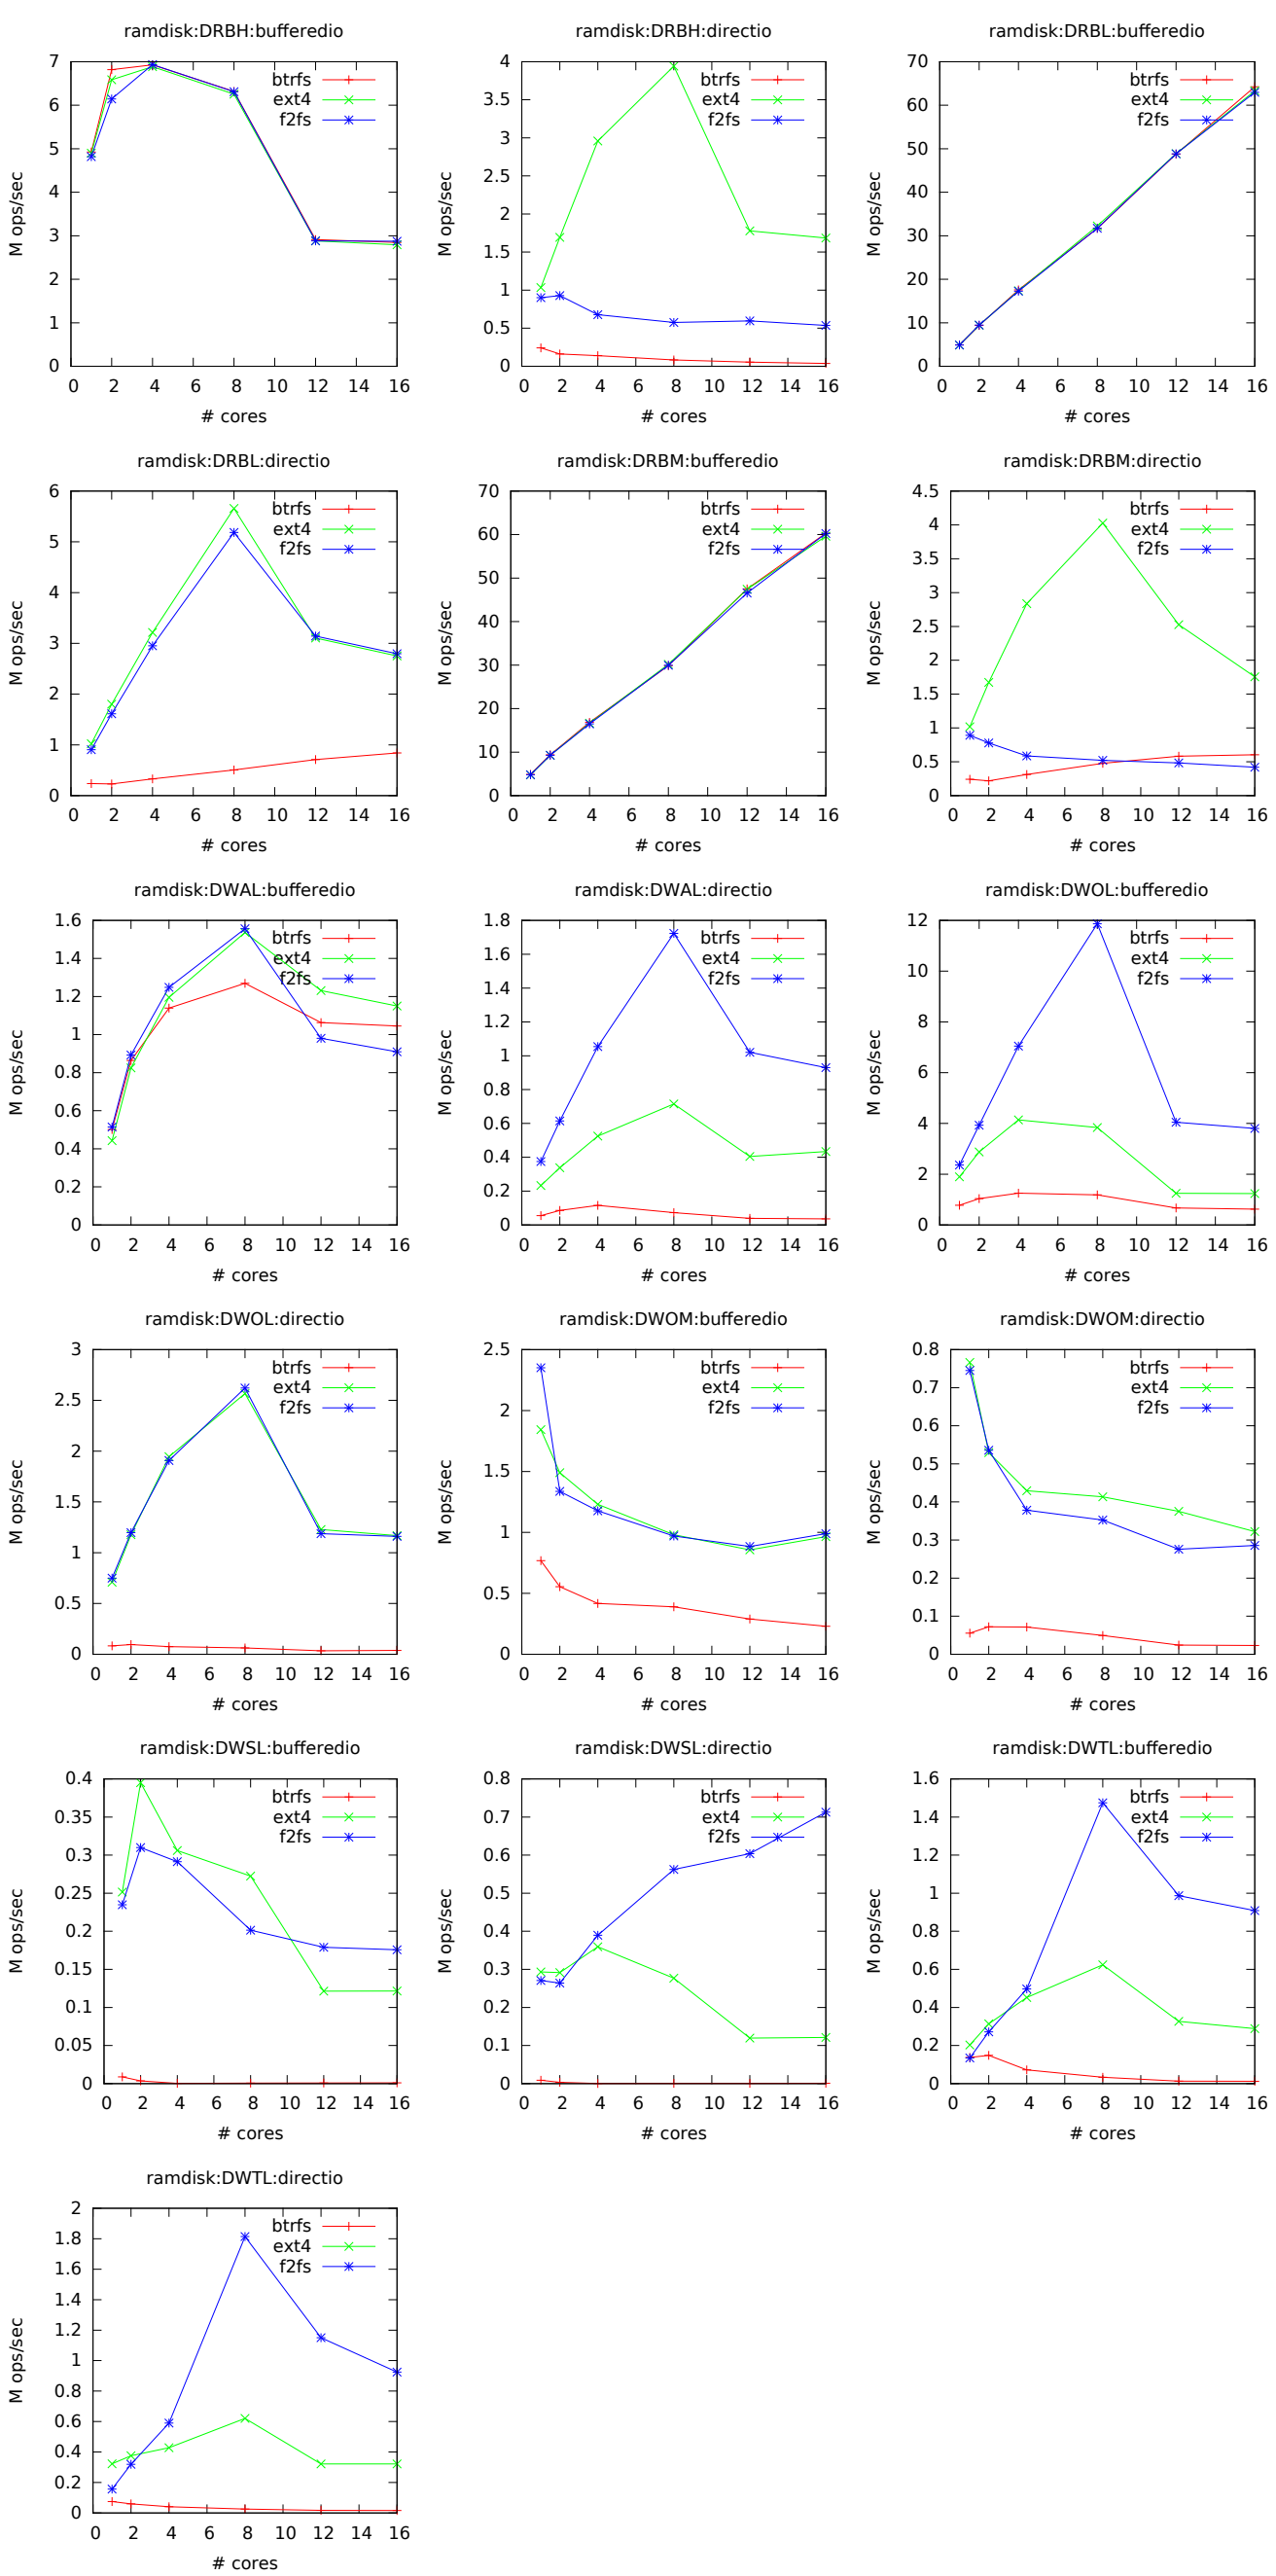 ramdisk:DRBH:bufferedio
M ops/sec
7
6
5
4
3
2
1
0
btrfs
ext4
f2fs
0 2 4 6 8 10 12 14 16
# cores
ramdisk:DRBH:directio
M ops/sec
4
3.5
3
2.5
2
1.5
1
0.5
0
btrfs
ext4
f2fs
0 2 4 6 8 10 12 14 16
# cores
ramdisk:DRBL:bufferedio
M ops/sec
70
60
50
40
30
20
10
0
btrfs
ext4
f2fs
0 2 4 6 8 10 12 14 16
# cores
ramdisk:DRBL:directio
M ops/sec
6
5
4
3
2
1
0
btrfs
ext4
f2fs
0 2 4 6 8 10 12 14 16
# cores
ramdisk:DRBM:bufferedio
M ops/sec
70
60
50
40
30
20
10
0
btrfs
ext4
f2fs
0 2 4 6 8 10 12 14 16
# cores
ramdisk:DRBM:directio
M ops/sec
4.5
4
3.5
3
2.5
2
1.5
1
0.5
0
btrfs
ext4
f2fs
0 2 4 6 8 10 12 14 16
# cores
ramdisk:DWAL:bufferedio
M ops/sec
1.6
1.4
1.2
1
0.8
0.6
0.4
0.2
0
btrfs
ext4
f2fs
0 2 4 6 8 10 12 14 16
# cores
ramdisk:DWAL:directio
M ops/sec
1.8
1.6
1.4
1.2
1
0.8
0.6
0.4
0.2
0
btrfs
ext4
f2fs
0 2 4 6 8 10 12 14 16
# cores
ramdisk:DWOL:bufferedio
M ops/sec
12
10
8
6
4
2
0
btrfs
ext4
f2fs
0 2 4 6 8 10 12 14 16
# cores
ramdisk:DWOL:directio
M ops/sec
3
2.5
2
1.5
1
0.5
0
btrfs
ext4
f2fs
0 2 4 6 8 10 12 14 16
# cores
ramdisk:DWOM:bufferedio
M ops/sec
2.5
2
1.5
1
0.5
0
btrfs
ext4
f2fs
0 2 4 6 8 10 12 14 16
# cores
ramdisk:DWOM:directio
M ops/sec
0.8
0.7
0.6
0.5
0.4
0.3
0.2
0.1
0
btrfs
ext4
f2fs
0 2 4 6 8 10 12 14 16
# cores
ramdisk:DWSL:bufferedio
M ops/sec
0.4
0.35
0.3
0.25
0.2
0.15
0.1
0.05
0
btrfs
ext4
f2fs
0 2 4 6 8 10 12 14 16
# cores
ramdisk:DWSL:directio
M ops/sec
0.8
0.7
0.6
0.5
0.4
0.3
0.2
0.1
0
btrfs
ext4
f2fs
0 2 4 6 8 10 12 14 16
# cores
ramdisk:DWTL:bufferedio
M ops/sec
1.6
1.4
1.2
1
0.8
0.6
0.4
0.2
0
btrfs
ext4
f2fs
0 2 4 6 8 10 12 14 16
# cores
ramdisk:DWTL:directio
M ops/sec
2
1.8
1.6
1.4
1.2
1
0.8
0.6
0.4
0.2
0
btrfs
ext4
f2fs
0 2 4 6 8 10 12 14 16
# cores